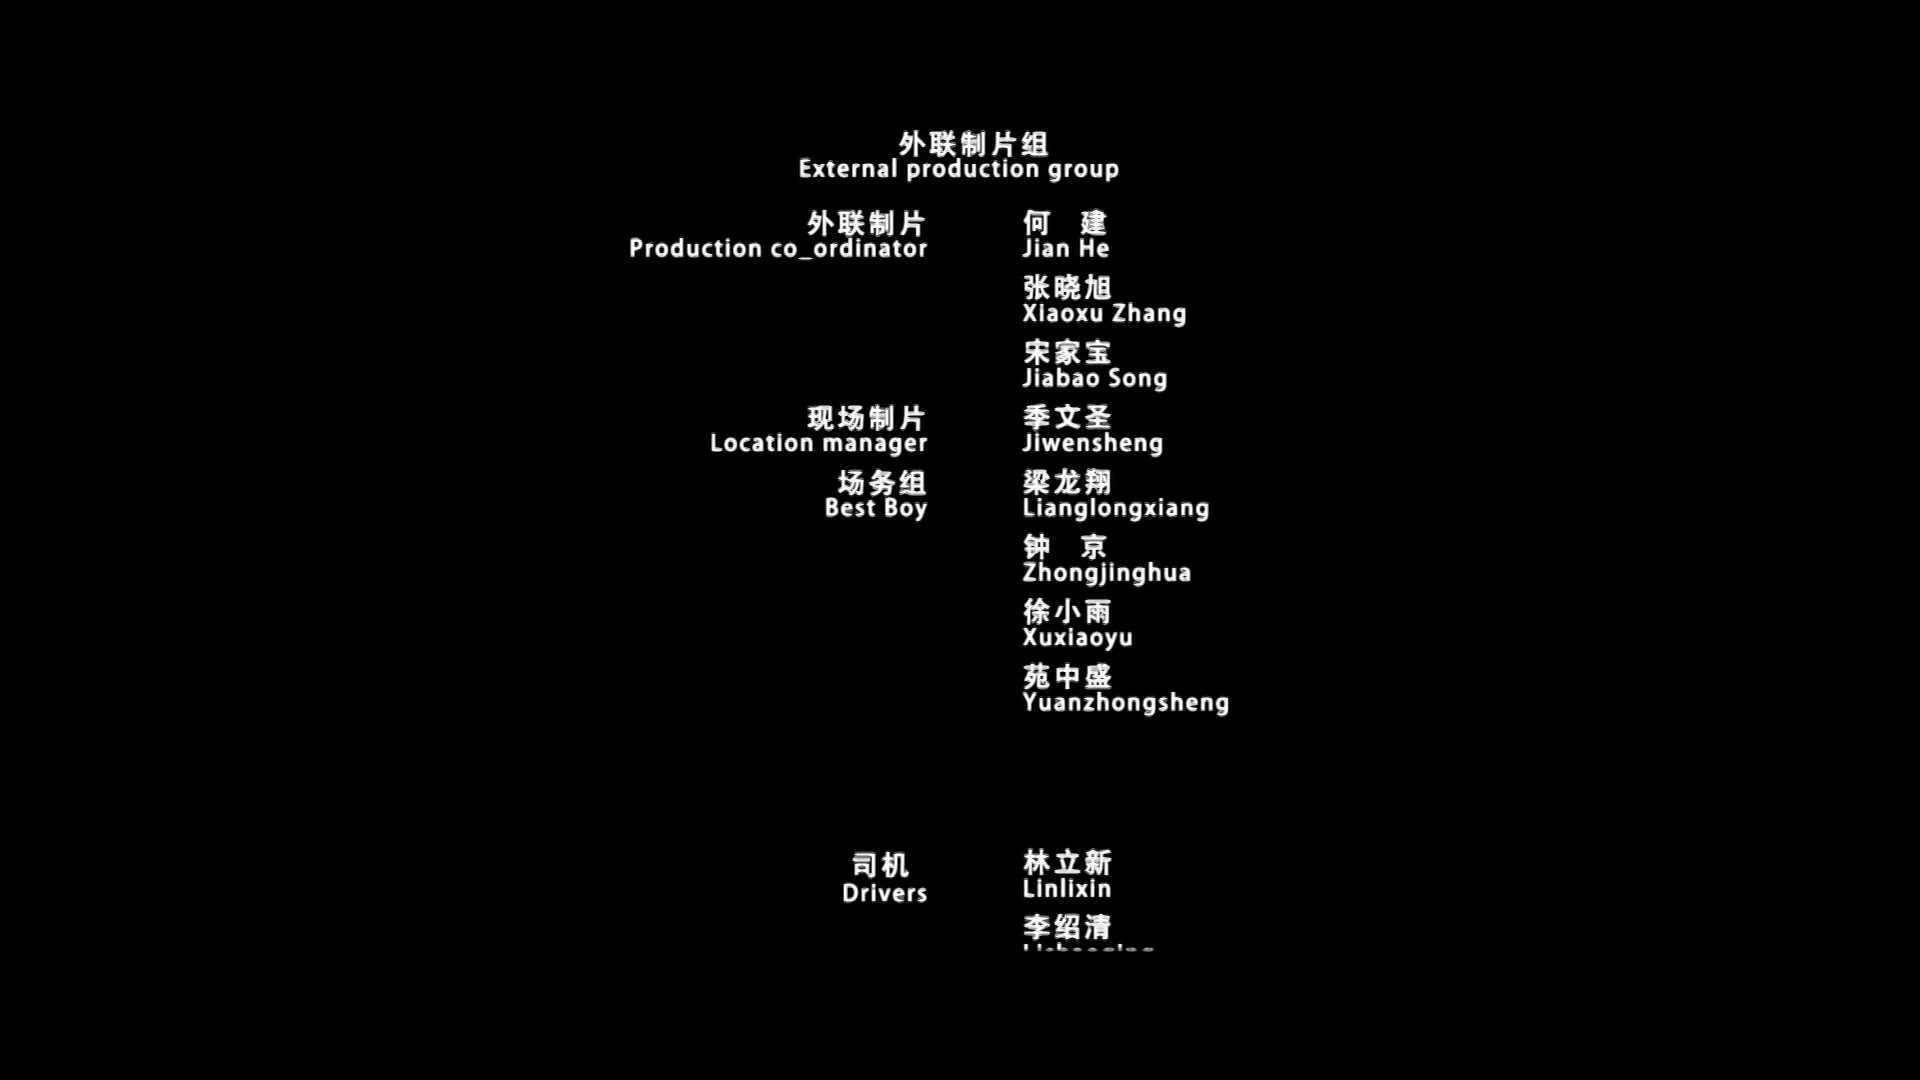 外联制片组
External production group
外联制片 何 建
Production co_ordinator Jian He
张晓旭
Xiaoxu Zhang
宋家宝
Jiabao Song
现场制片 季文圣
Location manager Jiwensheng
场务组 梁龙翔
Best Boy Lianglongxiang
钟 京
Zhongjinghua
徐小雨
Xuxiaoyu
苑中盛
Yuanzhongsheng
司机 林立新
Drivers Linlixin
李绍清